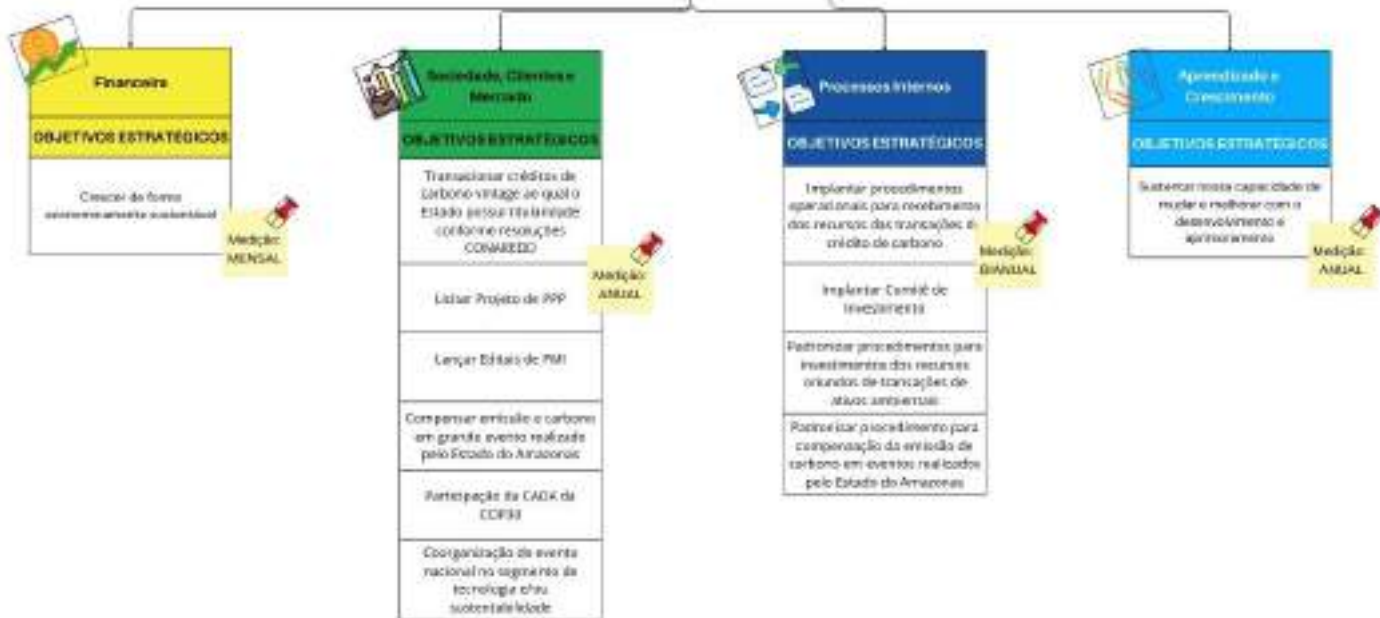 Financeira
OBJETIVOS ESTRATÉGICOS
Crescer de forma
economicamente sustentável
Medição:
MENSAL
Sociedade, Clientes e
Mercado
OBJETIVOS ESTRATÉGICOS
Transacionar créditos de
carbono vintage ao qual o
Estado possui titularidade
conforme resoluções
CONAREDD
Medição:
ANUAL
Licitar Projeto de PPP
Lançar Editais de PMI
Compensar emissão e carbono
em grande evento realizado
pelo Estado do Amazonas
Participação da CADA da
COP30
Coorganização de evento
nacional no segmento de
tecnologia e/ou
sustentabilidade
Processos Internos
OBJETIVOS ESTRATÉGICOS
Implantar procedimentos
operacionais para recebimento
dos recursos das transações de
crédito de carbono
Medição:
BIANUAL
Implantar Comitê de
Investimento
Padronizar procedimentos para
investimentos dos recursos
oriundos de transações de
ativos ambientais
Padronizar procedimento para
compensação da emissão de
carbono em eventos realizados
pelo Estado do Amazonas
Aprendizado e
Crescimento
OBJETIVOS ESTRATÉGICOS
Sustentar nossa capacidade de
mudar e melhorar com o
desenvolvimento e
aprimoramento
Medição:
ANUAL